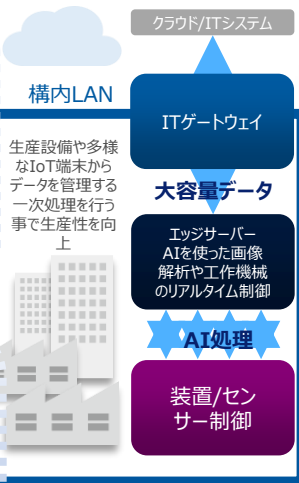 クラウド/ITシステム
構内LAN
ITゲートウェイ
生産設備や多様
なIoT端末から
データを管理する
一次処理を行う
事で生産性を向
上
大容量データ
エッジサーバー
AIを使った画像
解析や工作機械
のリアルタイム制御
AI処理
装置/セン
サー制御